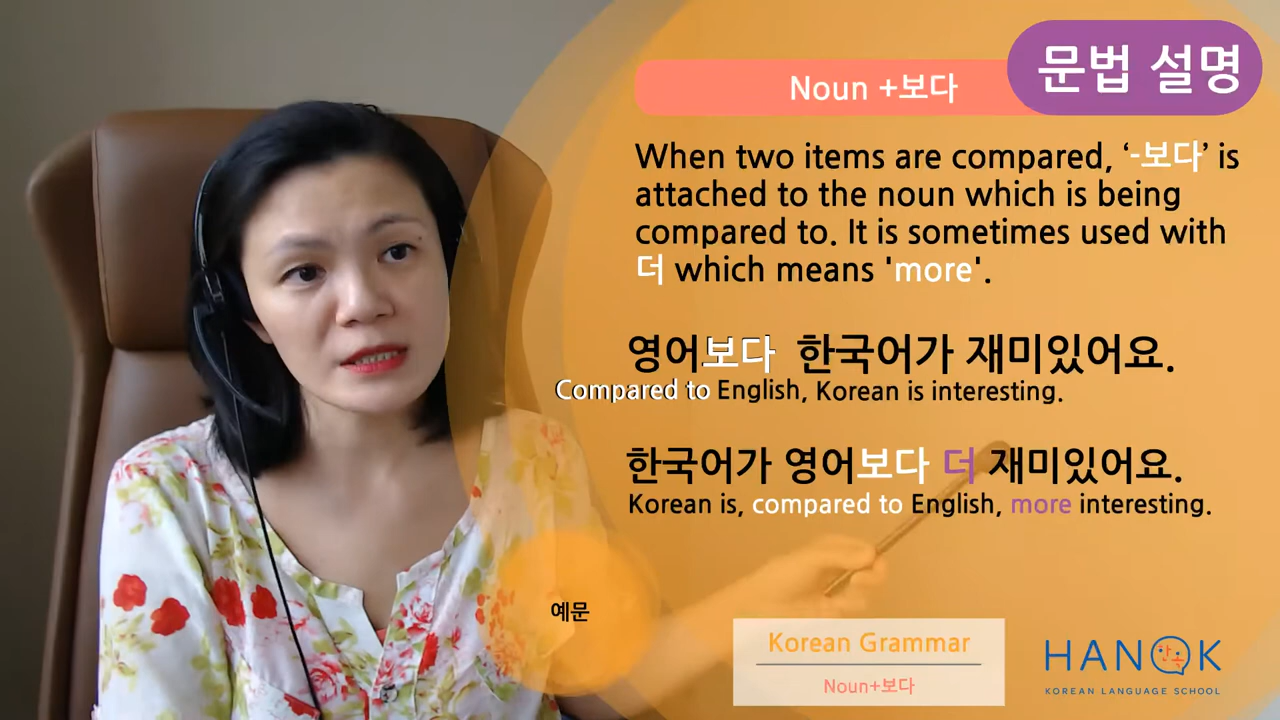 문법 설명
Noun +보다
When two items are compared, ‘-보다’ is
attached to the noun which is being
compared to. It is sometimes used with
더 which means 'more'.
영어보다 한국어가 재미있어요.
Compared to English, Korean is interesting.
한국어가 영어보다 더 재미있어요.
Korean is, compared to English, more interesting.
예문
Korean Grammar
Noun+보다
HANOK
한옥
KOREAN LANGUAGE SCHOOL